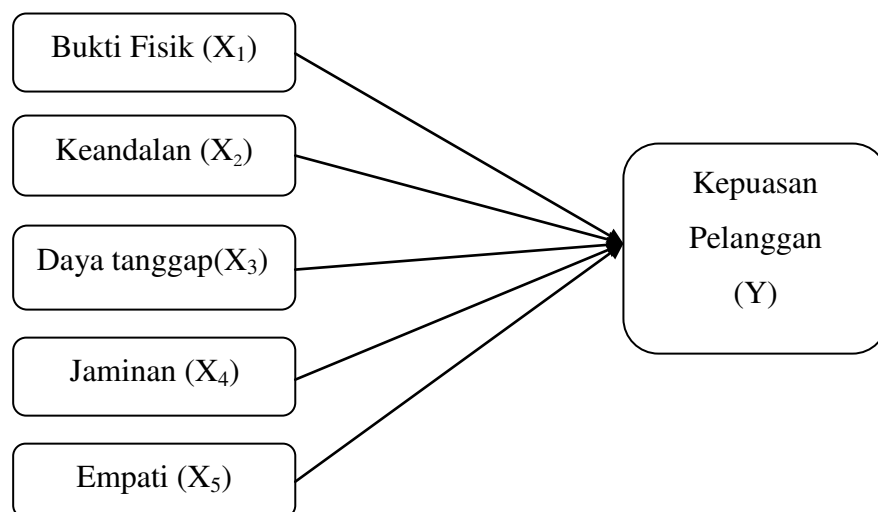 Bukti Fisik (X₁)
Keandalan (X₂)
Daya tanggap(X₃)
Jaminan (X₄)
Empati (X₅)
Kepuasan
Pelanggan
(Y)